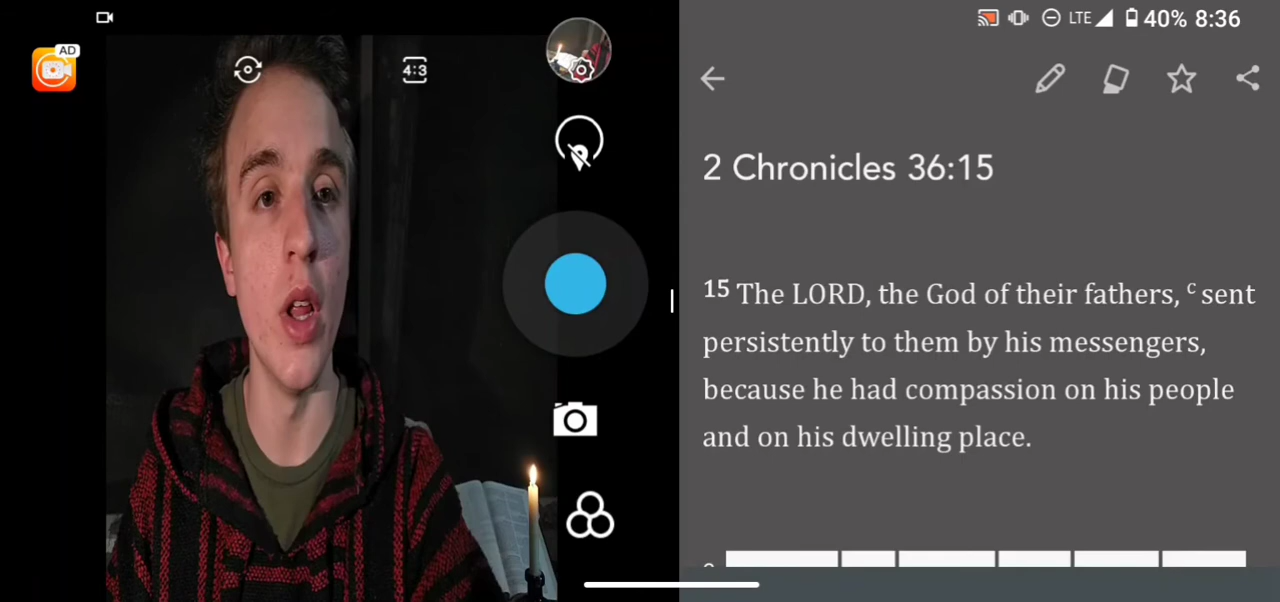 AD
4:3
LTE 40% 8:36
2 Chronicles 36:15
15 The LORD, the God of their fathers, c sent
persistently to them by his messengers,
because he had compassion on his people
and on his dwelling place.